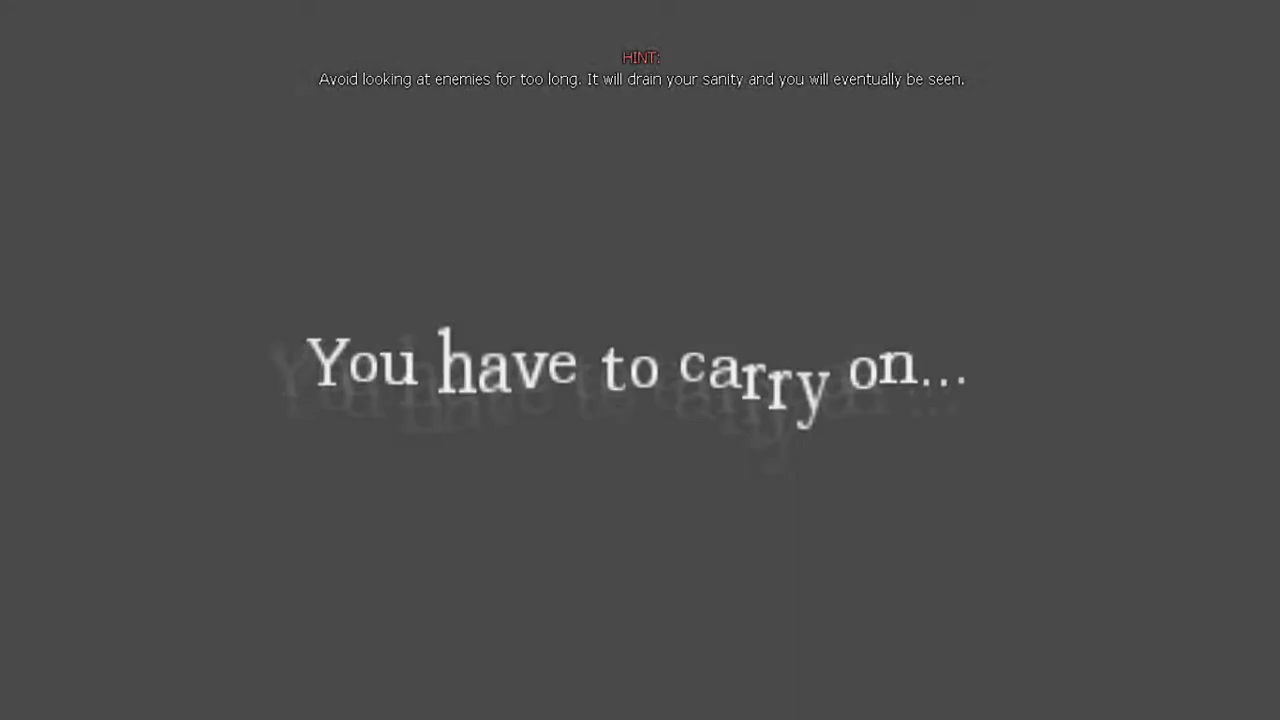 HINT:
Avoid looking at enemies for too long. It will drain your sanity and you will eventually be seen.
You have to carry on...